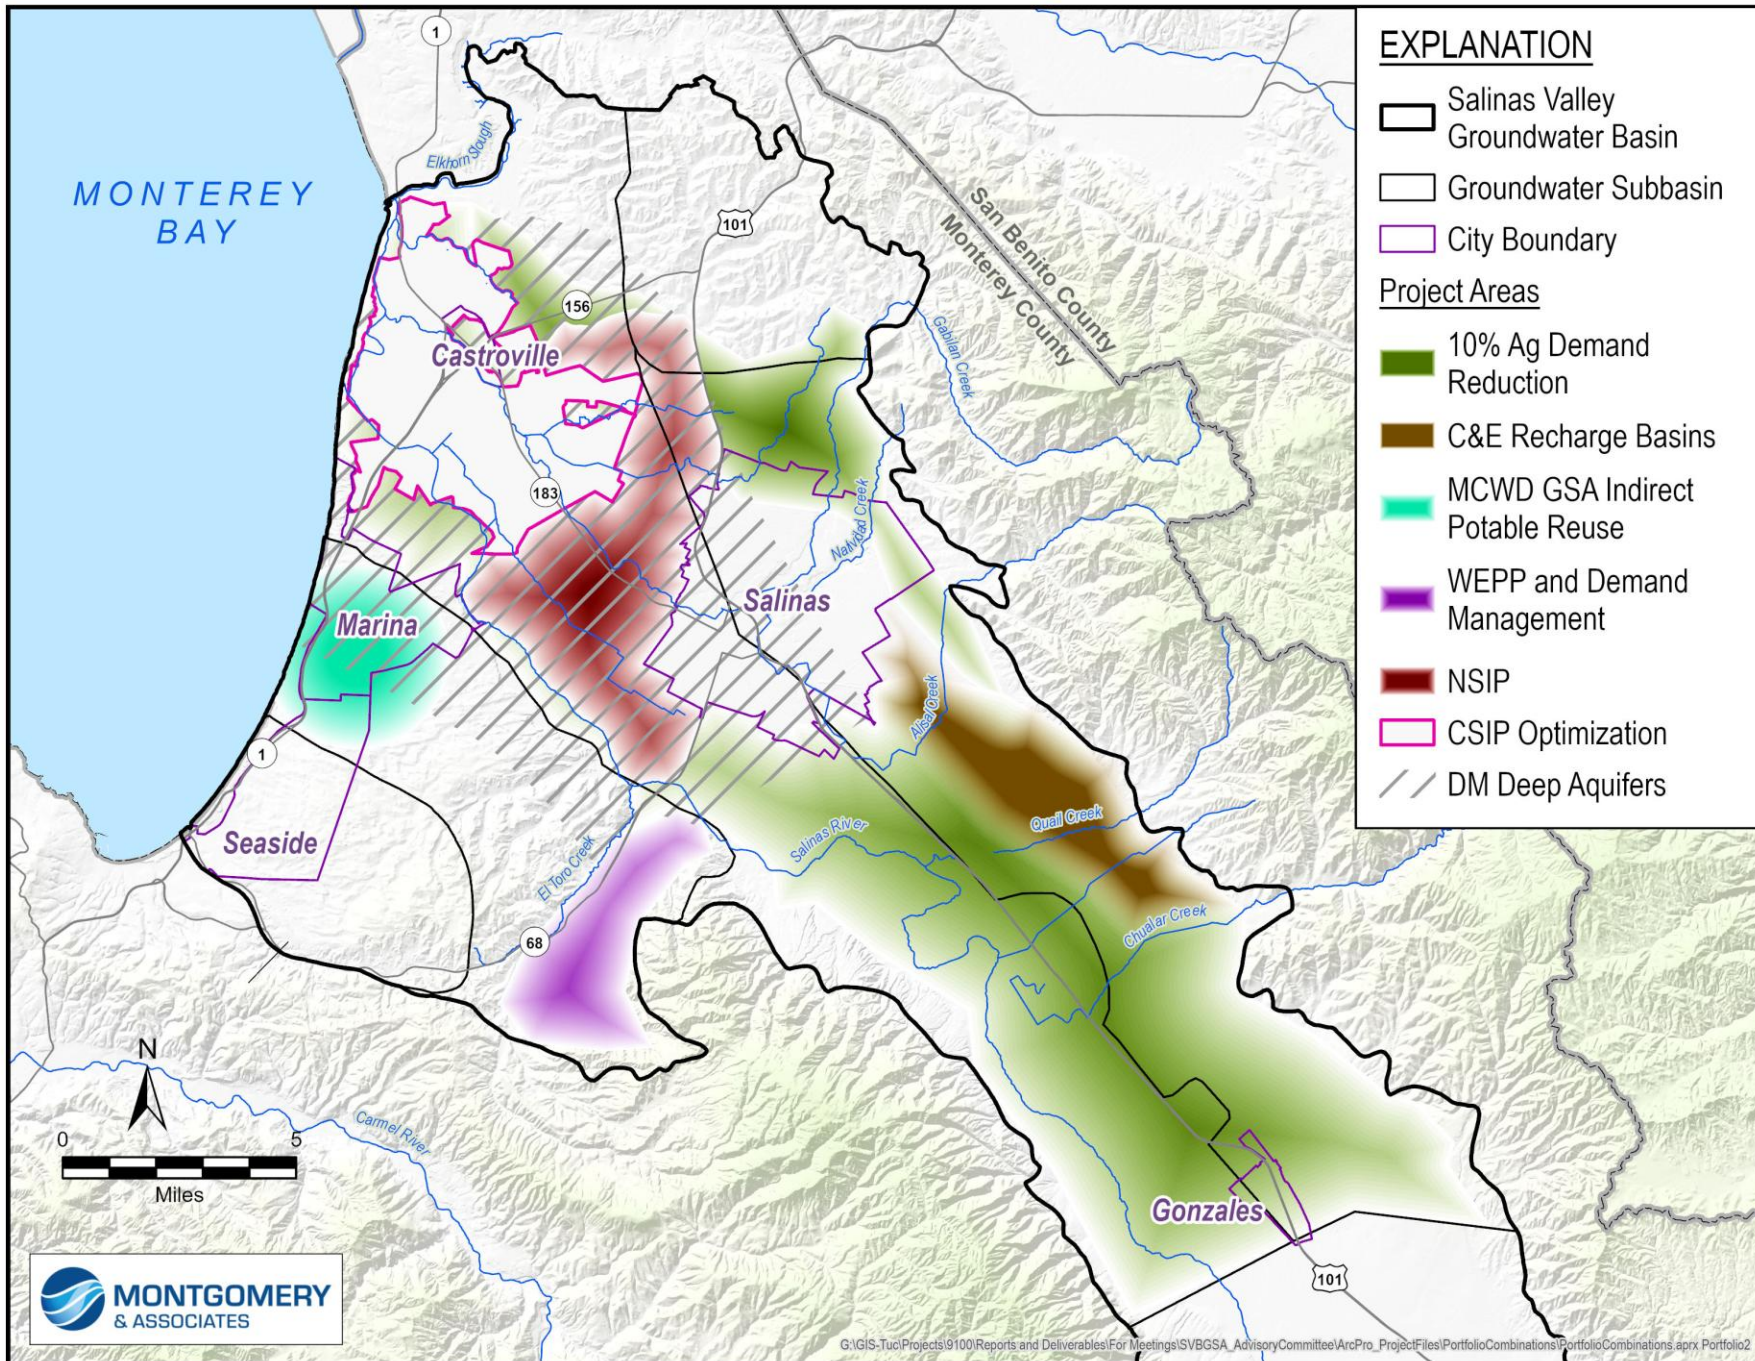 MONTEREY
BAY
Elkhorn Slough
1
101
San Benito County
Monterey County
156
Castroville
Gabilan Creek
183
Natividad Creek
Marina
Salinas
Alisal Creek
1
Seaside
El Toro Creek
Salinas River
Quail Creek
68
Chualar Creek
N
0 5
Miles
Carmel River
Gonzales
101
MONTGOMERY
& ASSOCIATES
EXPLANATION
Salinas Valley
Groundwater Basin
Groundwater Subbasin
City Boundary
Project Areas
10% Ag Demand
Reduction
C&E Recharge Basins
MCWD GSA Indirect
Potable Reuse
WEPP and Demand
Management
NSIP
CSIP Optimization
DM Deep Aquifers
G:\GIS-Tuc\Projects\9100\Reports and Deliverables\For Meetings\SVBGSA_AdvisoryCommittee\ArcPro_ProjectFiles\PortfolioCombinations\PortfolioCombinations.aprx Portfolio2